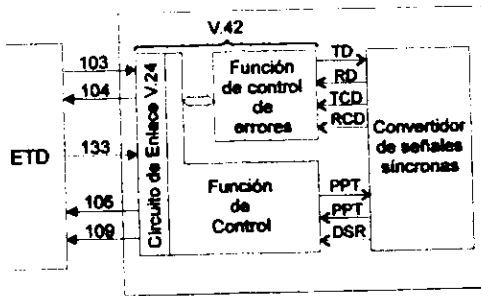 V.42
103
104
ETD
133
106
109
Circuito de Enlace V.24
Función
de control
de
errores
Función
de
Control
TD
RD
TCD
RCD
PPT
PPT
DSR
Convertidor
de señales
síncronas